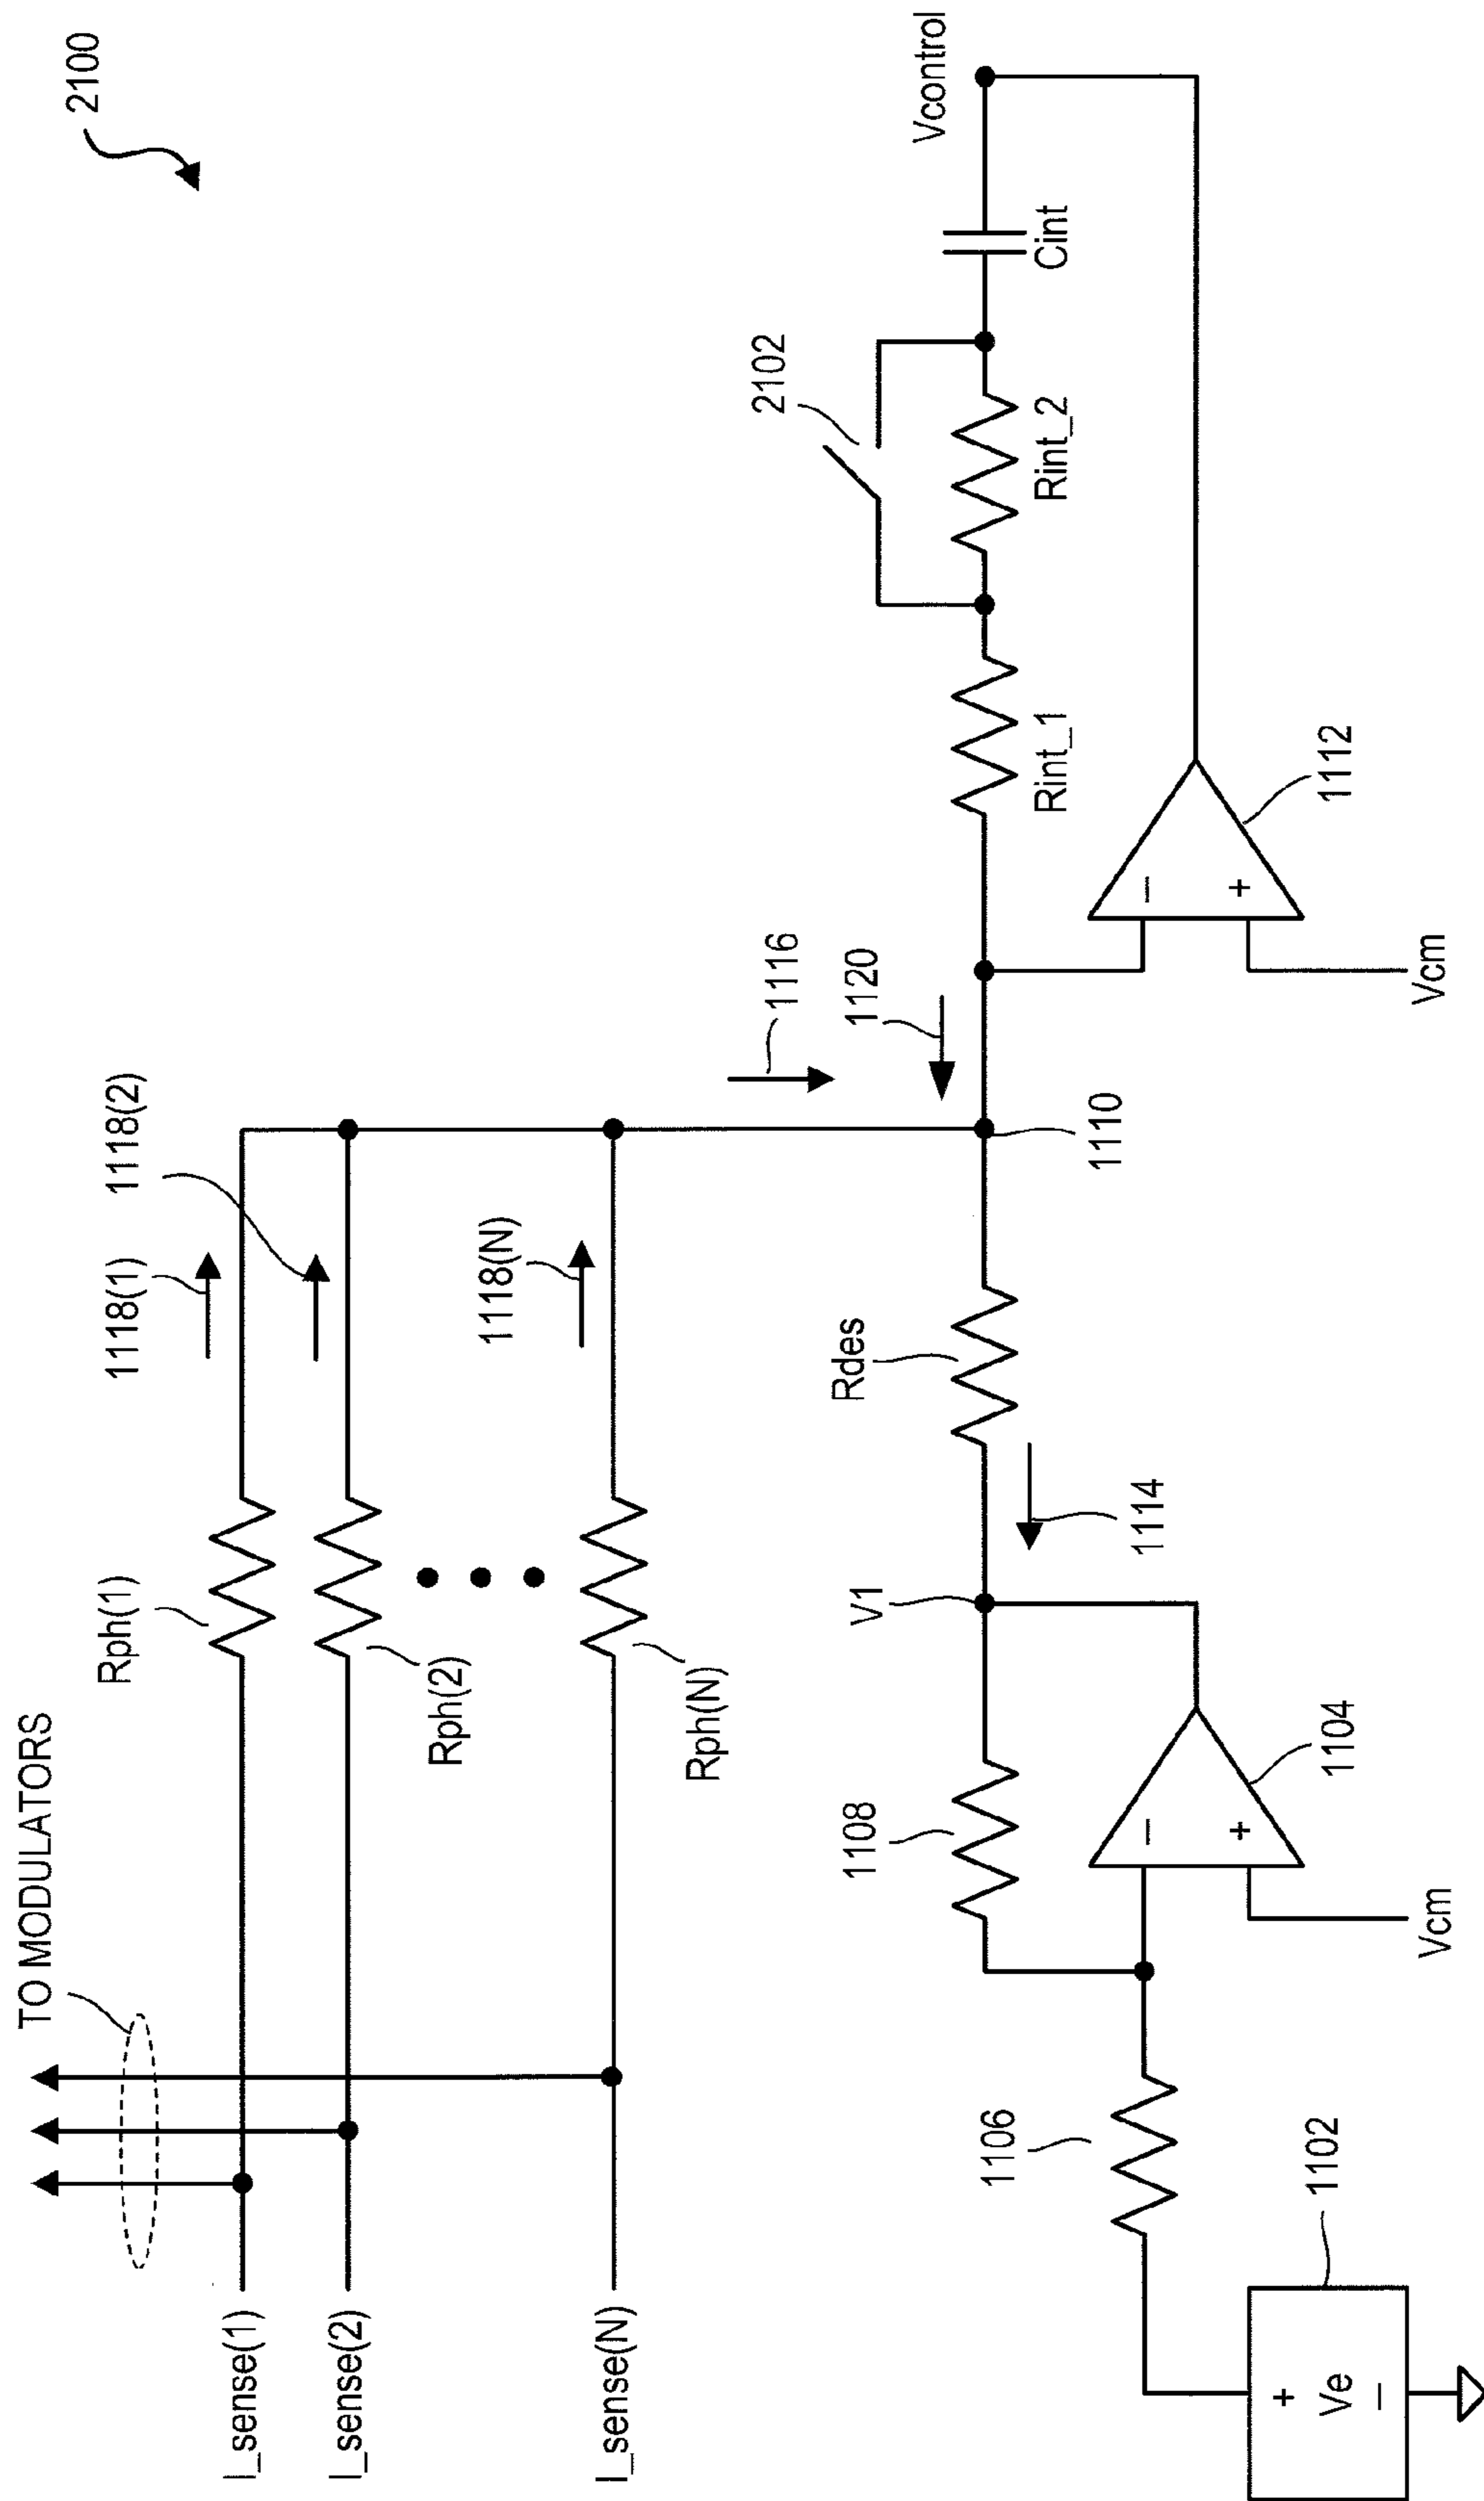 2100
TO MODULATORS
I_sense(1)
I_sense(2)
I_sense(N)
Rph(1)
Rph(2)
Rph(N)
1118(1)
1118(2)
1118(N)
1116
1120
1110
2102
Vcontrol
Rint_1
Rint_2
Cint
−
+
1112
Vcm
Rdes
1114
V1
1108
−
+
1104
Vcm
1106
1102
+
Ve
−